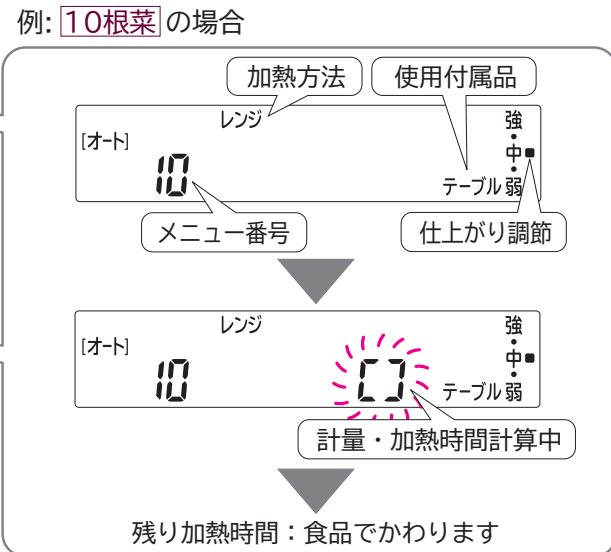 例: 10根菜 の場合
加熱方法 使用付属品
レンジ 強
[オート] ・
中■
10 ・
テーブル 弱
メニュー番号 仕上がり調節
レンジ 強
[オート] ・
中■
10 [ ] ・
テーブル 弱
計量・加熱時間計算中
残り加熱時間：食品でかわります